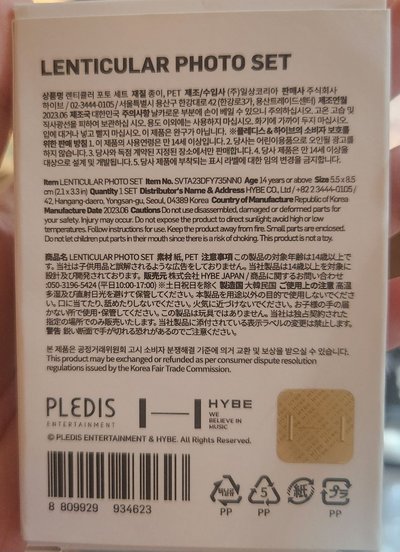 LENTICULAR PHOTO SET
상품명 렌티큘러 포토 세트 재질 종이, PET 제조/수입사 (주)일상코리아 판매사 주식회사
하이브 / 02-3444-0105 / 서울특별시 용산구 한강대로 42 (한강로3가, 용산트레이드센터) 제조연월
2023.06 제조국 대한민국 주의사항 날카로운 부분에 손이 베일 수 있으니 주의하십시오. 고온 고습 및
직사광선을 피하여 보관하십시오. 용도 이외에는 사용하지 마십시오. 화기에 가까이 두지 마십시오.
입에 대거나 넣고 빨지 마십시오. 이 제품은 완구가 아닙니다. ※플레디스 & 하이브의 소비자 보호를
위한 판매 방침 1. 이 제품의 사용연령은 만 14세 이상입니다. 2. 당사는 어린이용품으로 오인될 광고를
하지 않습니다. 3. 당사와 독점 계약된 지정된 장소에서만 판매합니다. 4. 당사 제품은 만 14세 이상을
대상으로 설계 및 개발됩니다. 5. 당사 제품에 부착되는 표시 라벨에 대한 임의 변경을 금지합니다.
Item LENTICULAR PHOTO SET Item No. SVTA23DFY735NN0 Age 14 years or above Size 5.5 x 8.5
cm (2.1 x 3.3 in) Quantity 1 SET Distributor's Name & Address HYBE CO., Ltd / +82 2 3444-0105 /
42, Hangang-daero, Yongsan-gu, Seoul, 04389 Korea Country of Manufacture Republic of Korea
Manufacture Date 2023.06 Cautions Do not use disassembled, damaged or deformed parts for
your safety. Injury may occur. Do not expose the product to direct sunlight; avoid high or low
temperatures. Follow instructions for use. Keep the product away from fire. Small parts are enclosed.
Do not let children put parts in their mouth since there is a risk of choking. This product is not a toy.
商品名 LENTICULAR PHOTO SET 素材 紙, PET 注意事項 この製品の対象年齢は14歳以上で
す。当社は子供用品と誤解されるような広告をしておりません。当社製品は14歳以上を対象に
設計及び開発されております。販売元 株式会社 HYBE JAPAN / 商品に関するお問い合わせ
:050-3196-5424 (平日10:00-17:00) ※土日祝日を除く 製造国 大韓民国 ご使用上の注意 高温
多湿及び直射日光を避けて保管してください。本製品を用途以外の目的で使用しないでくださ
い。口に当てたり、舐めたりしないでください。火気に近づけないでください。お子様の手の届
かない所で使用・保管してください。この製品は玩具ではありません。当社は独占契約された
指定の場所でのみ販売いたします。当社製品に添付されている表示ラベルの変更は禁止します。
警告 鋭い断面で手が切れる恐れがあるのでご注意ください。
본 제품은 공정거래위원회 고시 소비자 분쟁해결 기준에 의거 교환 및 보상을 받으실 수 있습니다.
This product may be exchanged or refunded as per consumer dispute resolution
regulations issued by the Korea Fair Trade Commission.
PLEDIS
ENTERTAINMENT
HYBE
WE
BELIEVE IN
MUSIC
© PLEDIS ENTERTAINMENT & HYBE. All Rights Reserved.
8 809929 934623
PP
5
PP
紙
PP
プラ
PP